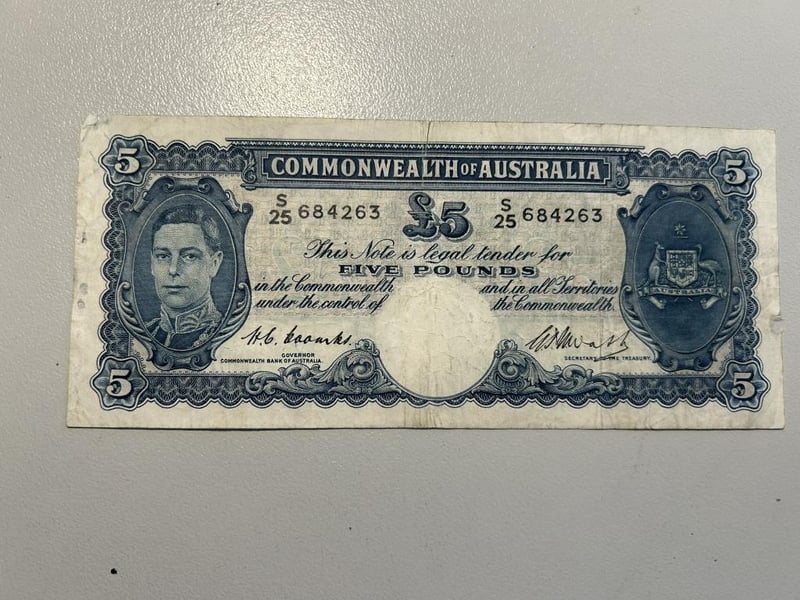 5 COMMONWEALTH OF AUSTRALIA 5
S/25 684263 £5 S/25 684263
This Note is legal tender for
FIVE POUNDS
in the Commonwealth and in all Territories
under the control of the Commonwealth.
H.C. Coombs.
GOVERNOR
COMMONWEALTH BANK OF AUSTRALIA.
SECRETARY TO THE TREASURY.
AUSTRALIA
5 5